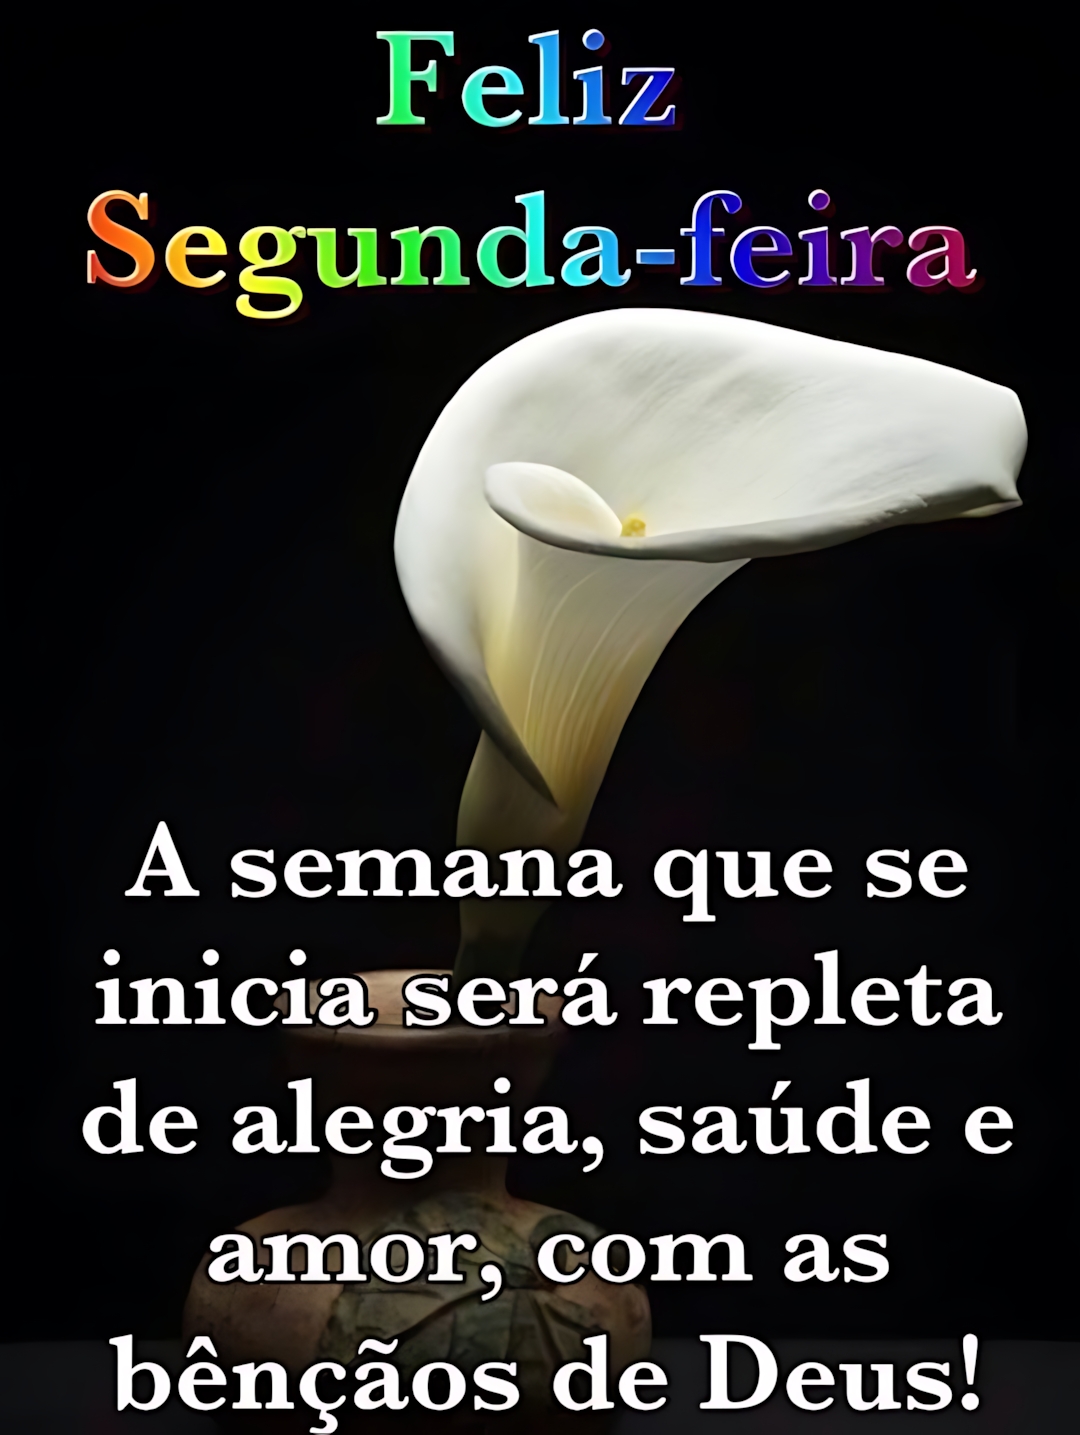 Feliz
Segunda-feira
A semana que se
inicia será repleta
de alegria, saúde e
amor, com as
bênçãos de Deus!